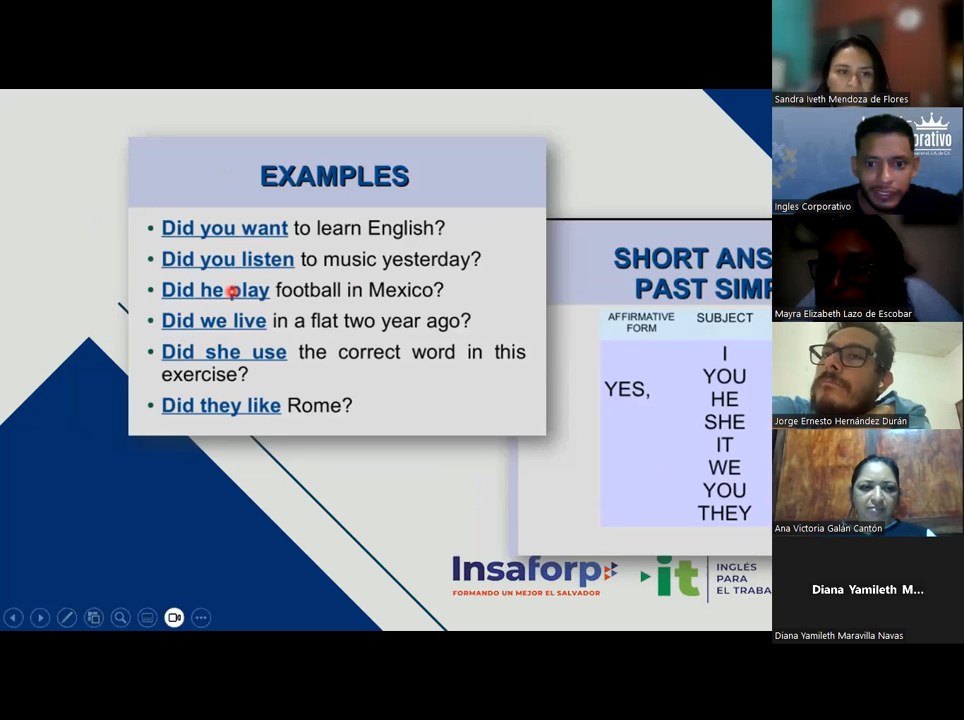 EXAMPLES
• Did you want to learn English?
• Did you listen to music yesterday?
• Did he play football in Mexico?
• Did we live in a flat two year ago?
• Did she use the correct word in this
exercise?
• Did they like Rome?
SHORT ANS
PAST SIMP
AFFIRMATIVE
FORM
SUBJECT
YES,
I
YOU
HE
SHE
IT
WE
YOU
THEY
Insaforp
FORMANDO UN MEJOR EL SALVADOR
it
INGLÉS
PARA
EL TRABA
Sandra Iveth Mendoza de Flores
Ingles Corporativo
Mayra Elizabeth Lazo de Escobar
Jorge Ernesto Hernández Durán
Ana Victoria Galán Cantón
Diana Yamileth M...
Diana Yamileth Maravilla Navas